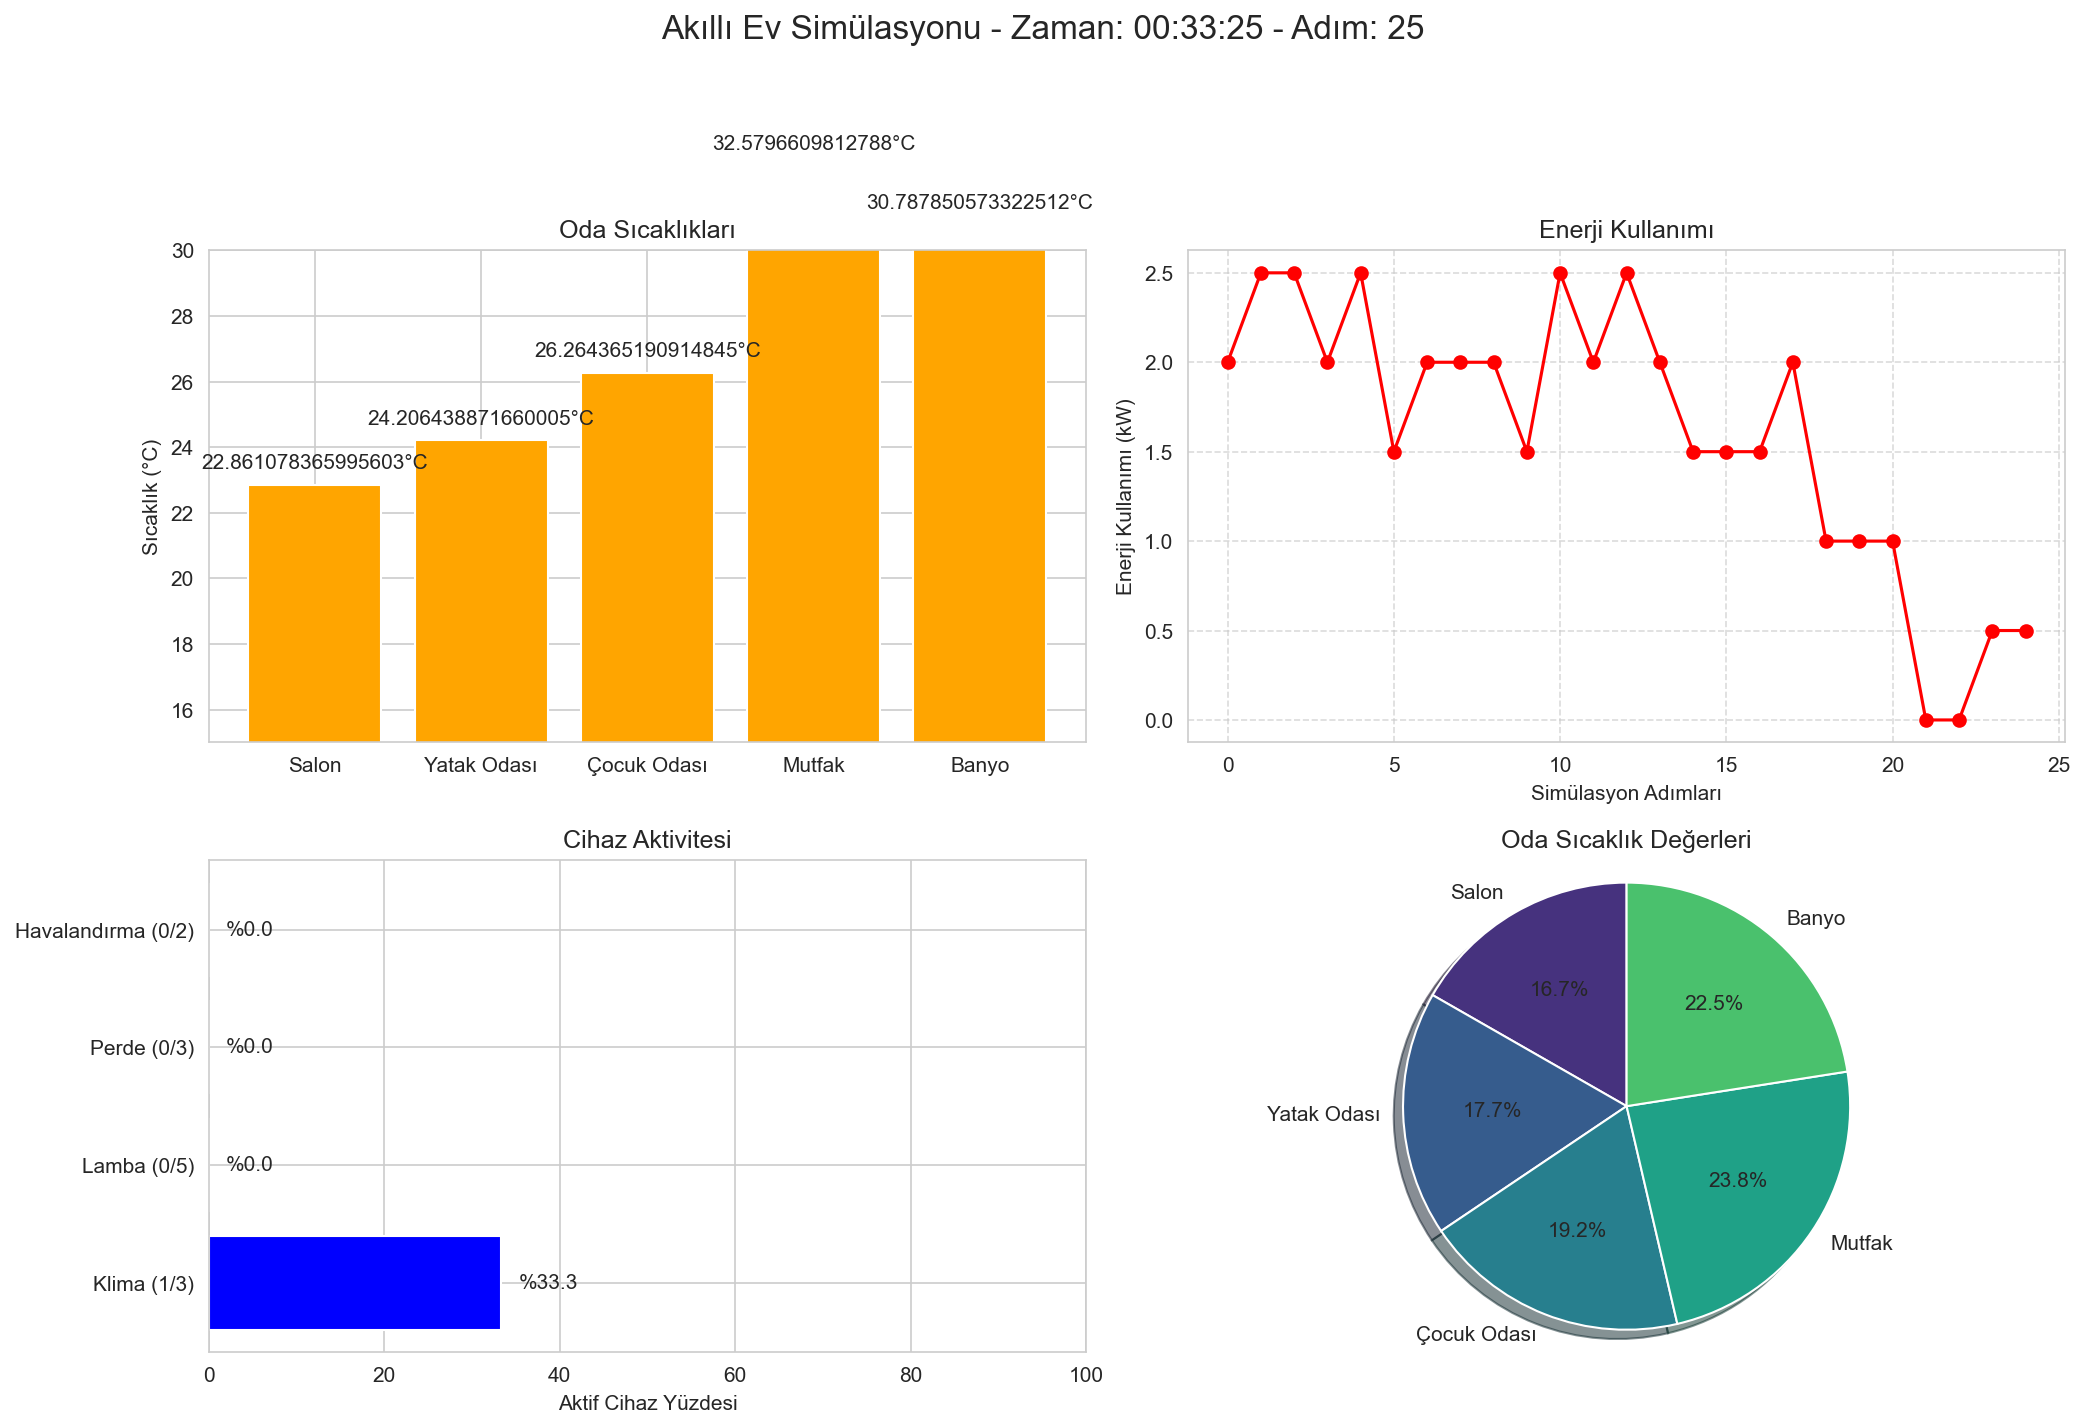 Akıllı Ev Simülasyonu - Zaman: 00:33:25 - Adım: 25
32.5796609812788°C
30.787850573322512°C
Oda Sıcaklıkları
26.264365190914845°C
24.206438871660005°C
22.861078365995603°C
Sıcaklık (°C)
30
28
26
24
22
20
18
16
Salon
Yatak Odası
Çocuk Odası
Mutfak
Banyo
Enerji Kullanımı
Enerji Kullanımı (kW)
2.5
2.0
1.5
1.0
0.5
0.0
0
5
10
15
20
25
Simülasyon Adımları
Cihaz Aktivitesi
Havalandırma (0/2)
%0.0
Perde (0/3)
%0.0
Lamba (0/5)
%0.0
Klima (1/3)
%33.3
0
20
40
60
80
100
Aktif Cihaz Yüzdesi
Oda Sıcaklık Değerleri
Salon
16.7%
Banyo
22.5%
Yatak Odası
17.7%
Mutfak
23.8%
Çocuk Odası
19.2%